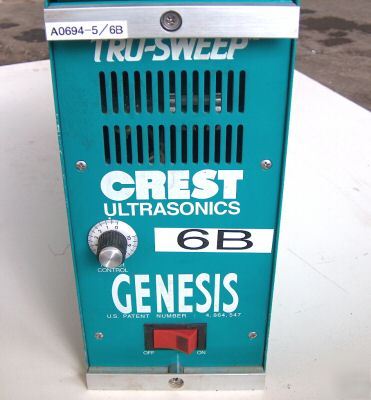 A0694-5/6B
TRU-SWEEP
CREST
ULTRASONICS
6B
CONTROL
GENESIS
U.S. PATENT NUMBER 4,864,547
OFF ON